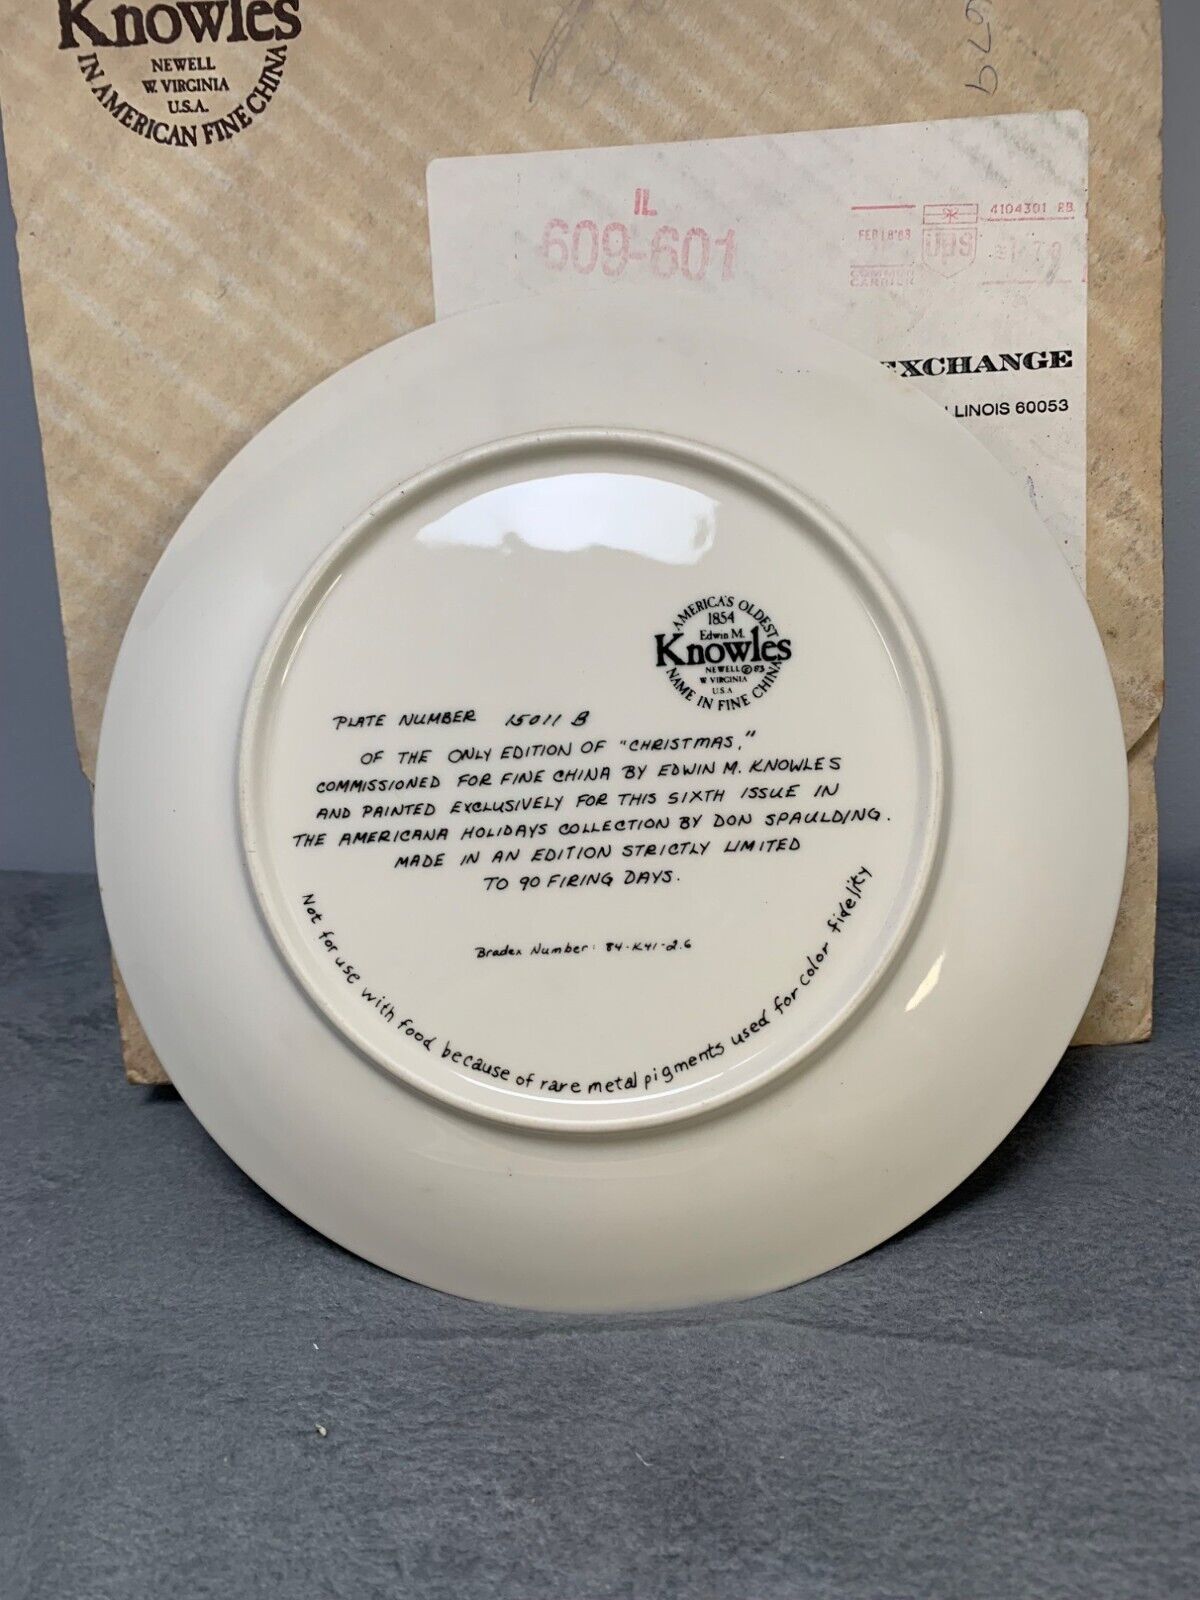 Knowles
NEWELL
W. VIRGINIA
U.S.A.
IN AMERICAN FINE CHINA
679
IL
609-601
4104301 P.B.
FEB 18'83
UPS
COMMON
CARRIER
EXCHANGE
LINOIS 60053
AMERICA'S OLDEST
1854
Edwin M.
Knowles
NEWELL © 83
W VIRGINIA
U.S.A
NAME IN FINE CHINA
PLATE NUMBER 15011 B
OF THE ONLY EDITION OF "CHRISTMAS,"
COMMISSIONED FOR FINE CHINA BY EDWIN M. KNOWLES
AND PAINTED EXCLUSIVELY FOR THIS SIXTH ISSUE IN
THE AMERICANA HOLIDAYS COLLECTION BY DON SPAULDING.
MADE IN AN EDITION STRICTLY LIMITED
TO 90 FIRING DAYS.
Bradex Number: 84-K41-2.6
Not for use with food because of rare metal pigments used for color fidelity